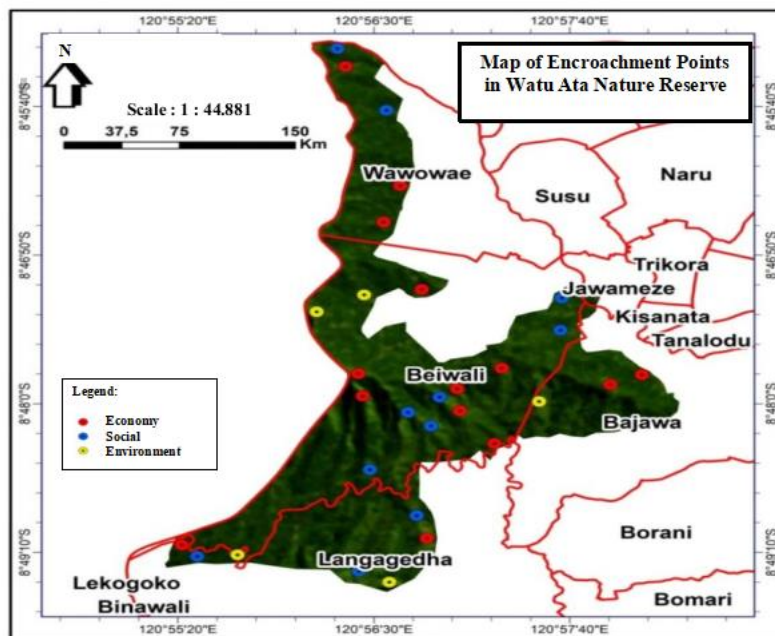 120°55'20"E 120°56'30"E 120°57'40"E
N
Map of Encroachment Points
in Watu Ata Nature Reserve
Scale : 1 : 44.881
0 37,5 75 150
Km
8°45'40"S 8°45'40"S
Wawowae
Susu
Naru
8°46'50"S 8°46'50"S
Trikora
Jawameze
Kisanata
Tanalodu
Beiwali
Legend:
Economy
Social
Environment
8°48'0"S 8°48'0"S
Bajawa
Borani
8°49'10"S 8°49'10"S
Langagedha
Lekogoko
Binawali
Bomari
120°55'20"E 120°56'30"E 120°57'40"E